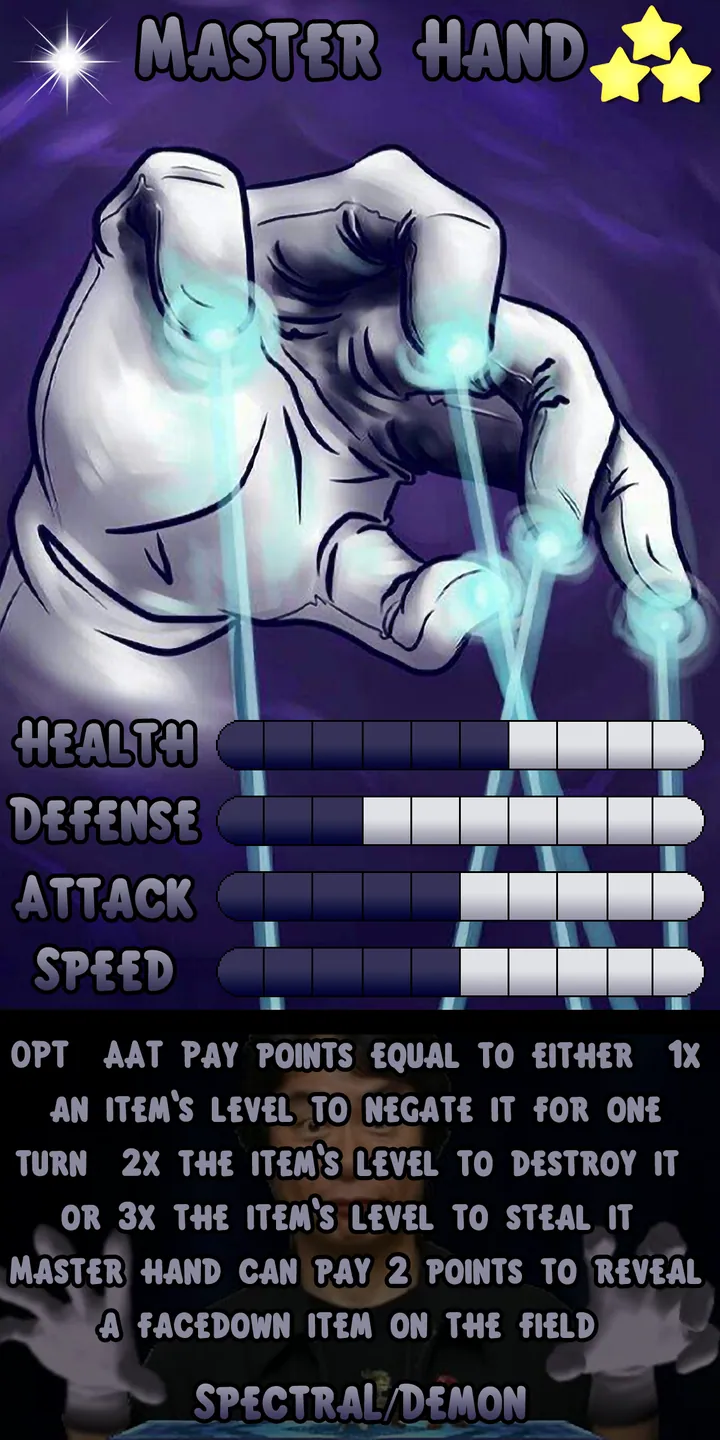 Master Hand
Health
Defense
Attack
Speed
OPT AAT PAY POINTS EQUAL TO EITHER 1X
AN ITEM'S LEVEL TO NEGATE IT FOR ONE
TURN 2X THE ITEM'S LEVEL TO DESTROY IT
OR 3X THE ITEM'S LEVEL TO STEAL IT
MASTER HAND CAN PAY 2 POINTS TO REVEAL
A FACEDOWN ITEM ON THE FIELD
Spectral/Demon